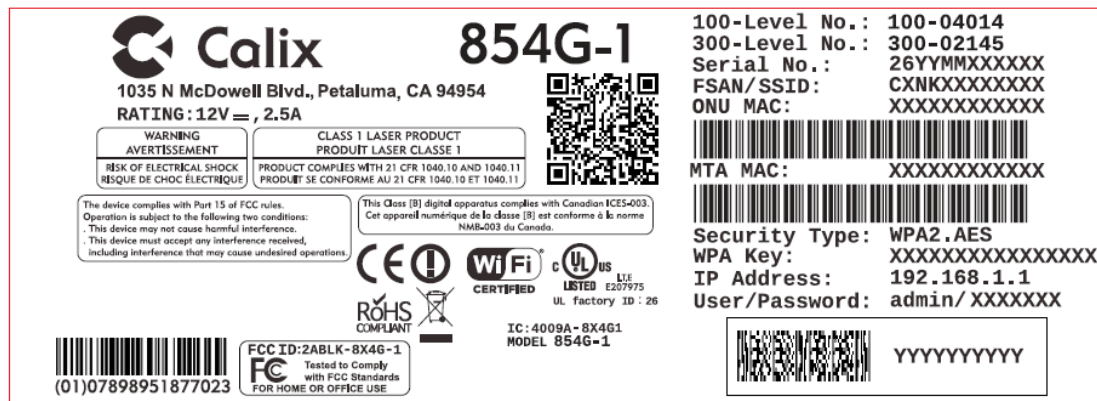 Calix
854G-1
1035 N McDowell Blvd., Petaluma, CA 94954
RATING: 12V ⎓ , 2.5A
WARNING
AVERTISSEMENT
RISK OF ELECTRICAL SHOCK
RISQUE DE CHOC ÉLECTRIQUE
CLASS 1 LASER PRODUCT
PRODUIT LASER CLASSE 1
PRODUCT COMPLIES WITH 21 CFR 1040.10 AND 1040.11
PRODUIT SE CONFORME AU 21 CFR 1040.10 ET 1040.11
The device complies with Part 15 of FCC rules.
Operation is subject to the following two conditions:
. This device may not cause harmful interference.
. This device must accept any interference received,
including interference that may cause undesired operations.
This Class [B] digital apparatus complies with Canadian ICES-003.
Cet appareil numérique de la classe [B] est conforme à la norme
NMB-003 du Canada.
CE
Wi Fi
CERTIFIED
C UL US
LISTED
I.T.E
E207975
UL factory ID : 26
RoHS
COMPLIANT
IC: 4009A-8X4G1
MODEL 854G-1
(01)07898951877023
FCC ID:2ABLK-8X4G-1
FC Tested to Comply
with FCC Standards
FOR HOME OR OFFICE USE
100-Level No.: 100-04014
300-Level No.: 300-02145
Serial No.: 26YYMMXXXXXX
FSAN/SSID: CXNKXXXXXXXX
ONU MAC: XXXXXXXXXXXX
MTA MAC: XXXXXXXXXXXX
Security Type: WPA2.AES
WPA Key: XXXXXXXXXXXXXXXX
IP Address: 192.168.1.1
User/Password: admin/ XXXXXXX
YYYYYYYYYY